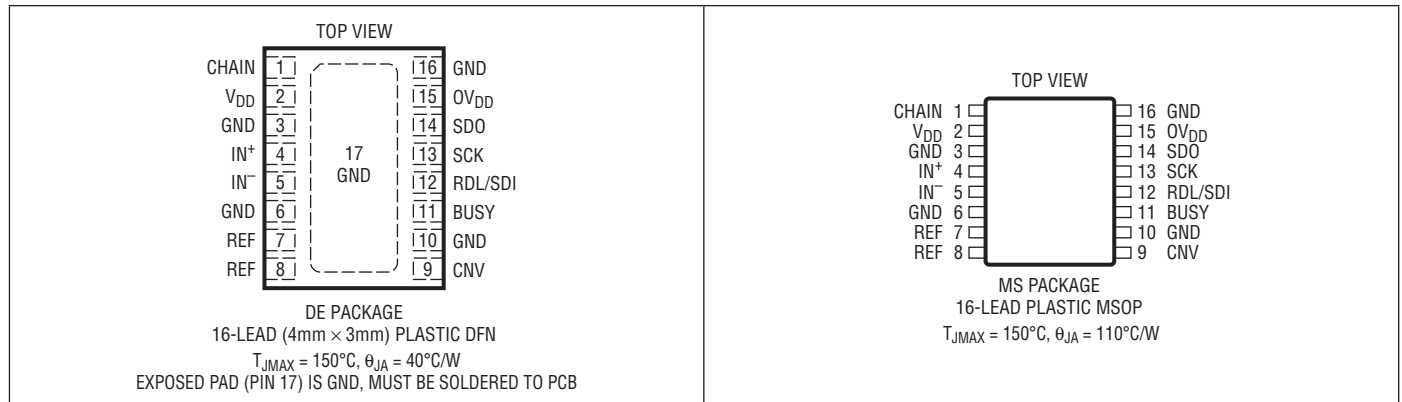 TOP VIEW
CHAIN 1 16 GND
VDD 2 15 OVDD
GND 3 14 SDO
IN+ 4 13 SCK
IN– 5 12 RDL/SDI
GND 6 11 BUSY
REF 7 10 GND
REF 8 9 CNV
17
GND
DE PACKAGE
16-LEAD (4mm × 3mm) PLASTIC DFN
TJMAX = 150°C, θJA = 40°C/W
EXPOSED PAD (PIN 17) IS GND, MUST BE SOLDERED TO PCB
TOP VIEW
CHAIN 1 16 GND
VDD 2 15 OVDD
GND 3 14 SDO
IN+ 4 13 SCK
IN– 5 12 RDL/SDI
GND 6 11 BUSY
REF 7 10 GND
REF 8 9 CNV
MS PACKAGE
16-LEAD PLASTIC MSOP
TJMAX = 150°C, θJA = 110°C/W